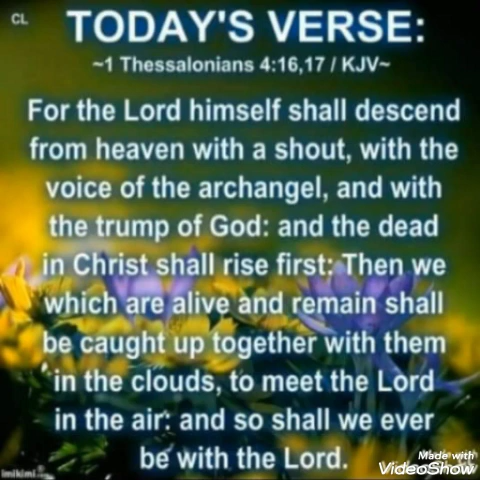 CL
TODAY'S VERSE:
~1 Thessalonians 4:16,17 / KJV~
For the Lord himself shall descend
from heaven with a shout, with the
voice of the archangel, and with
the trump of God: and the dead
in Christ shall rise first: Then we
which are alive and remain shall
be caught up together with them
in the clouds, to meet the Lord
in the air: and so shall we ever
be with the Lord.
Made with
VideoShow
imikimi